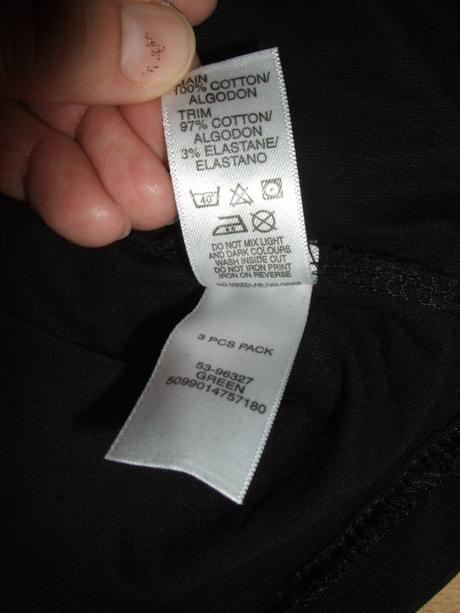 MAIN
100% COTTON/
ALGODON
TRIM
97% COTTON/
ALGODON
3% ELASTANE/
ELASTANO
40
DO NOT MIX LIGHT
AND DARK COLOURS
WASH INSIDE OUT
DO NOT IRON PRINT
IRON ON REVERSE
3 PCS PACK
53-96327
GREEN
5099014757180